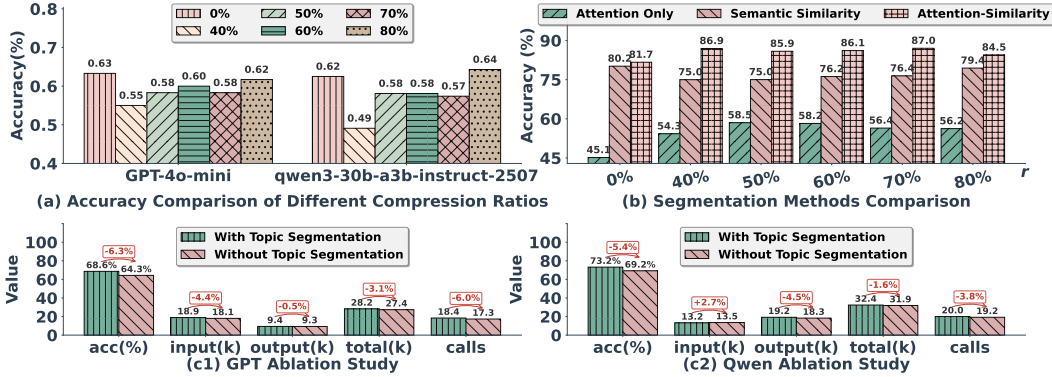 0.8
0.7
0.6
0.5
0.4
Accuracy(%)
0% 50% 70%
40% 60% 80%
0.63 0.55 0.58 0.60 0.58 0.62
0.62 0.49 0.58 0.58 0.57 0.64
GPT-4o-mini qwen3-30b-a3b-instruct-2507
(a) Accuracy Comparison of Different Compression Ratios
Attention Only Semantic Similarity Attention-Similarity
90
75
60
45
Accuracy (%)
45.1 80.2 81.7
54.3 75.0 86.9
58.5 75.0 85.9
58.2 76.2 86.1
56.4 76.4 87.0
56.2 79.4 84.5
0% 40% 50% 60% 70% 80% r
(b) Segmentation Methods Comparison
100
80
60
40
20
0
Value
With Topic Segmentation
Without Topic Segmentation
-6.3% -4.4% -0.5% -3.1% -6.0%
68.6% 64.3% 18.9 18.1 9.4 9.3 28.2 27.4 18.4 17.3
acc(%) input(k) output(k) total(k) calls
(c1) GPT Ablation Study
100
80
60
40
20
0
Value
With Topic Segmentation
Without Topic Segmentation
-5.4% +2.7% -4.5% -1.6% -3.8%
73.2% 69.2% 13.2 13.5 19.2 18.3 32.4 31.9 20.0 19.2
acc(%) input(k) output(k) total(k) calls
(c2) Qwen Ablation Study